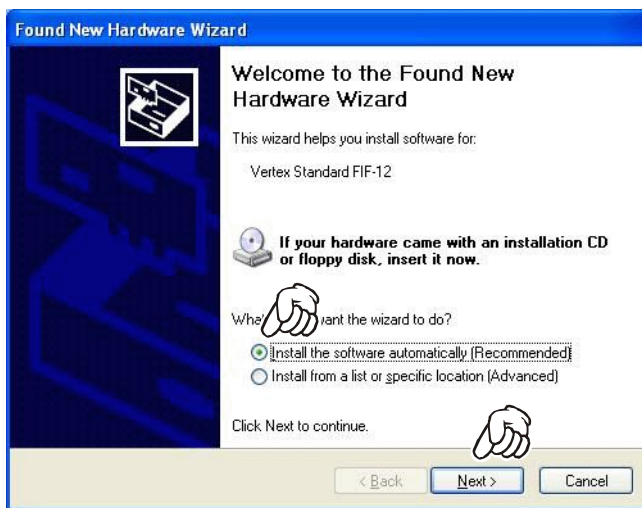 Found New Hardware Wizard
Welcome to the Found New
Hardware Wizard
This wizard helps you install software for:
Vertex Standard FIF-12
If your hardware came with an installation CD
or floppy disk, insert it now.
want the wizard to do?
Install the software automatically (Recommended)
Install from a list or specific location (Advanced)
Click Next to continue.
< Back Next > Cancel